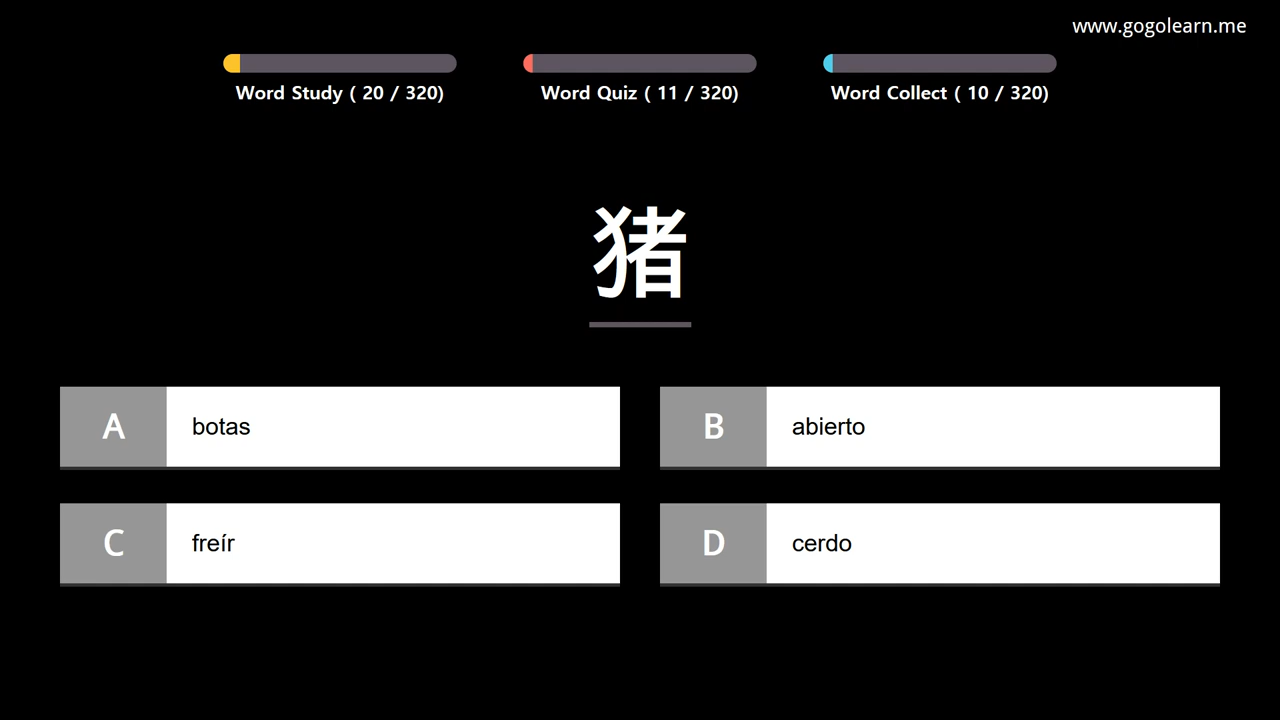 www.gogolearn.me
Word Study ( 20 / 320)
Word Quiz ( 11 / 320)
Word Collect ( 10 / 320)
猪
A botas
B abierto
C freír
D cerdo